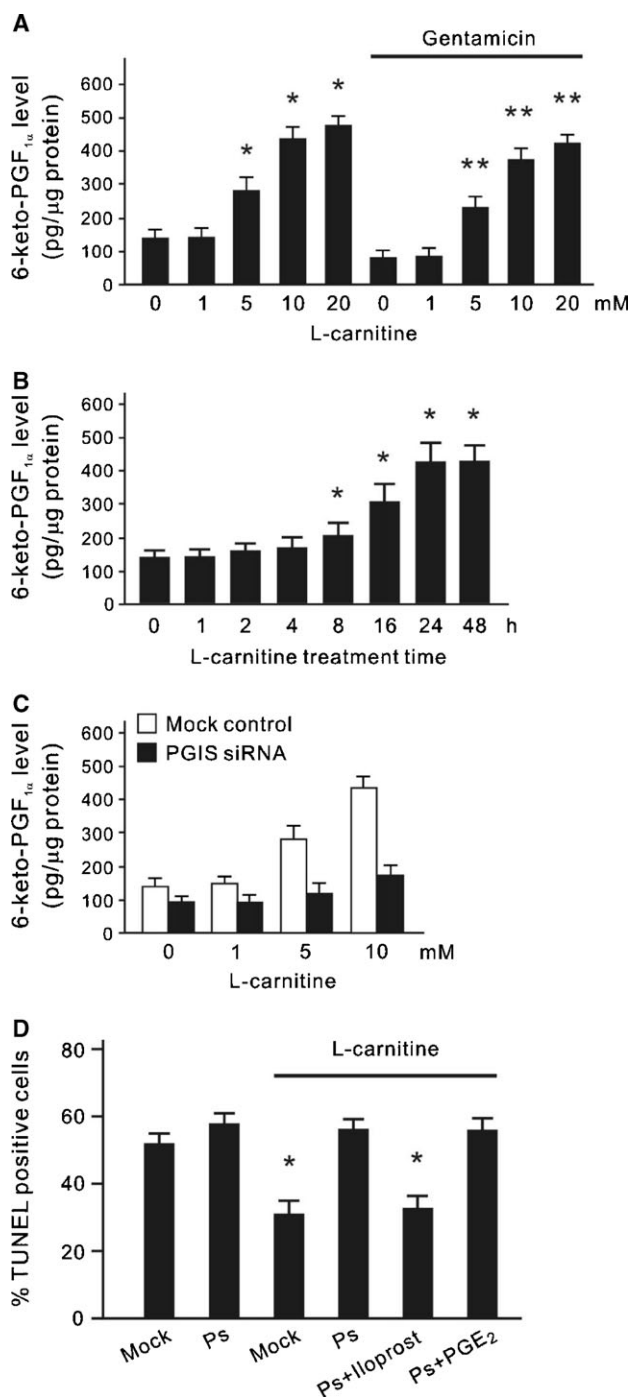 A
Gentamicin
6-keto-PGF1α level
(pg/μg protein)
600
500
400
300
200
100
0
* * * ** ** **
0 1 5 10 20 0 1 5 10 20 mM
L-carnitine
B
6-keto-PGF1α level
(pg/μg protein)
600
500
400
300
200
100
0
* * * *
0 1 2 4 8 16 24 48 h
L-carnitine treatment time
C
Mock control
PGIS siRNA
6-keto-PGF1α level
(pg/μg protein)
600
500
400
300
200
100
0
0 1 5 10 mM
L-carnitine
D
L-carnitine
% TUNEL positive cells
80
60
40
20
0
* *
Mock Ps Mock Ps Ps+Iloprost Ps+PGE2